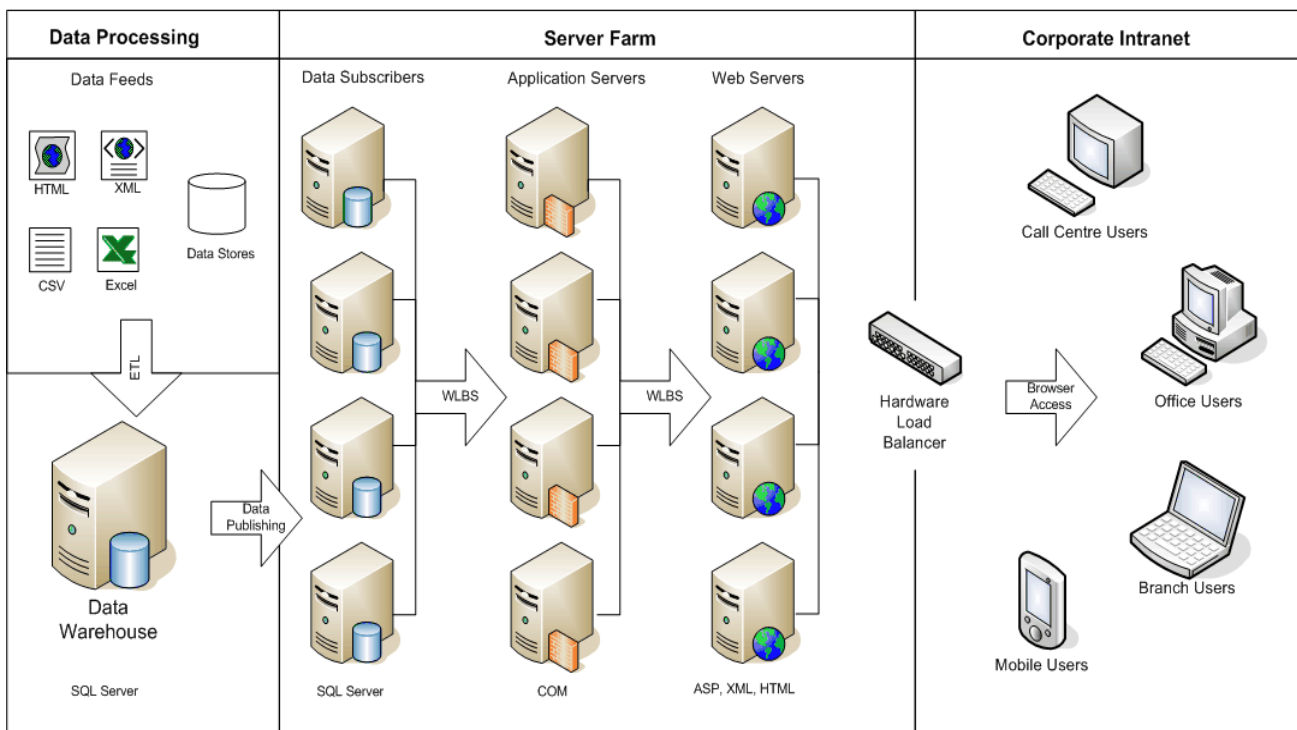 Data Processing
Server Farm
Corporate Intranet
Data Feeds
Data Subscribers
Application Servers
Web Servers
HTML
XML
Data Stores
CSV
Excel
ETL
Call Centre Users
WLBS
WLBS
Hardware
Load
Balancer
Browser
Access
Office Users
Data
Publishing
Data
Warehouse
Branch Users
Mobile Users
SQL Server
SQL Server
COM
ASP, XML, HTML